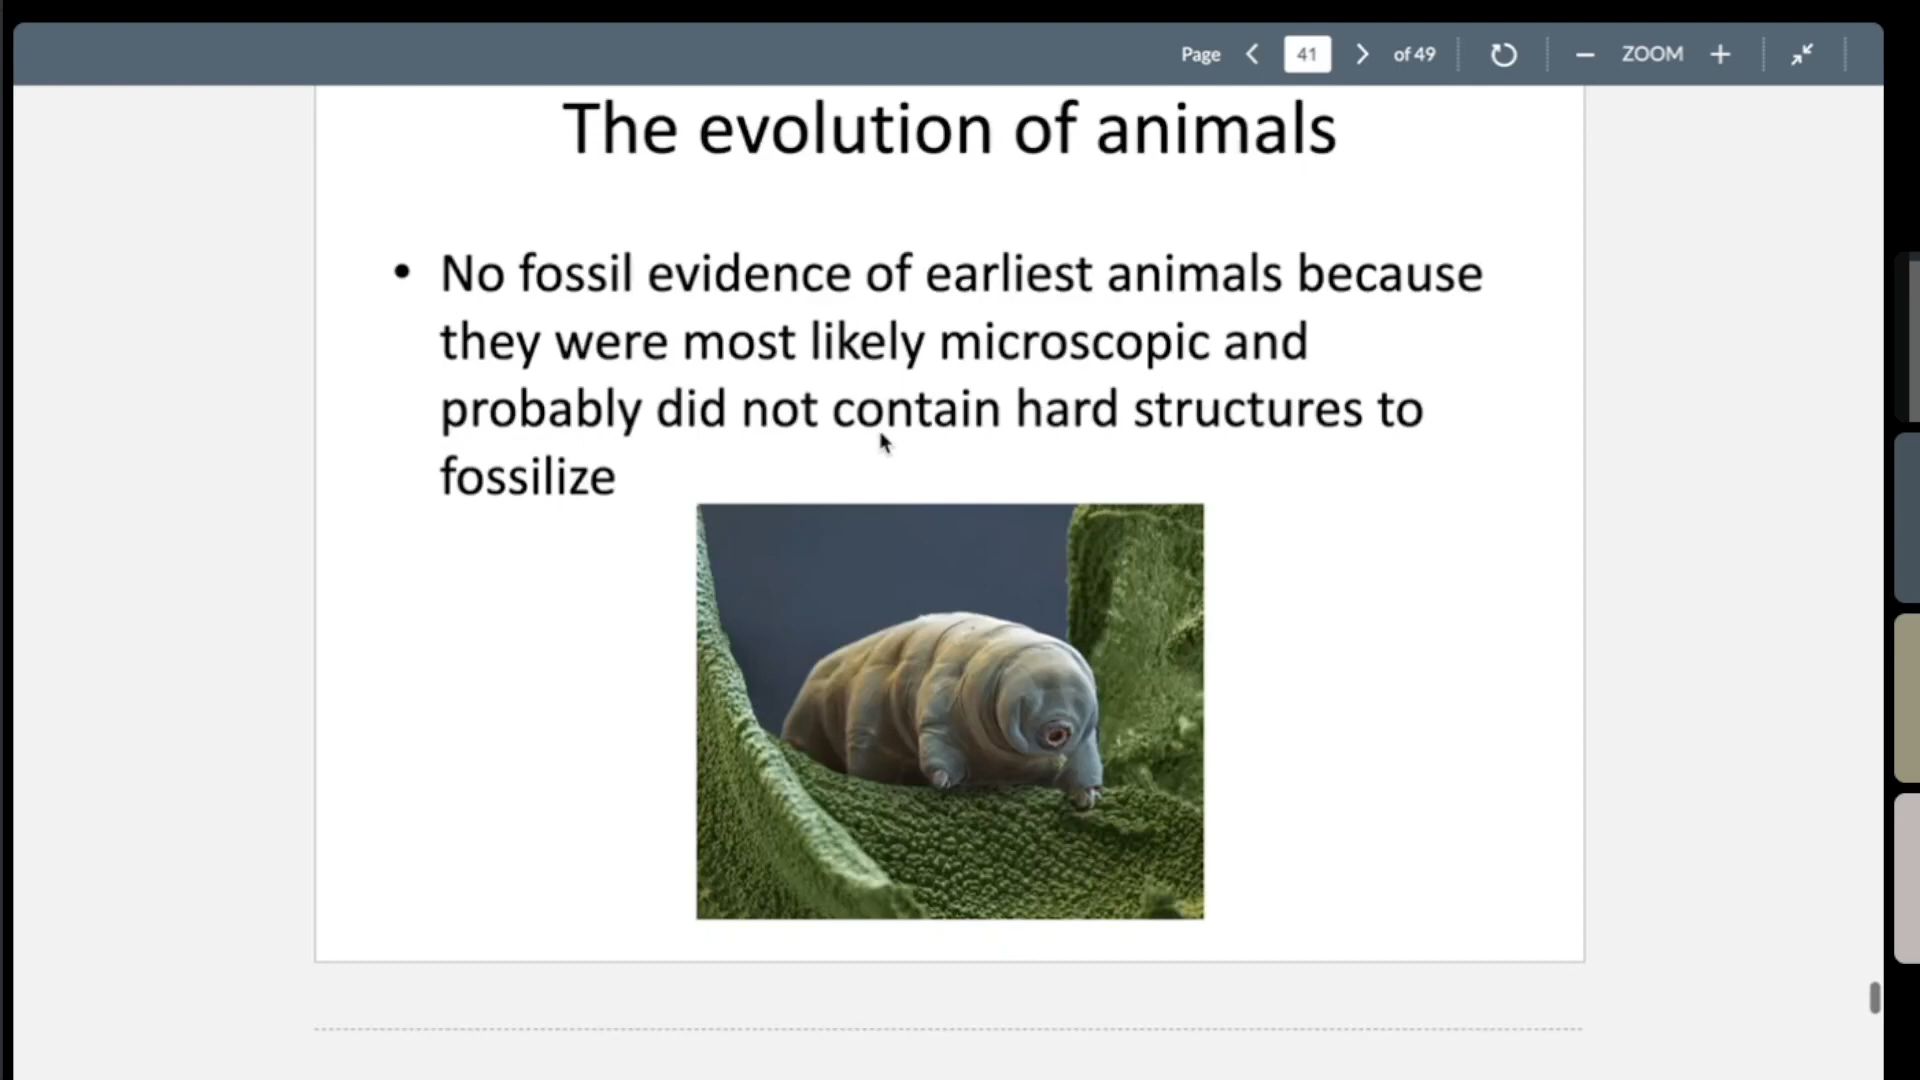 Page 41 of 49 ZOOM
The evolution of animals
• No fossil evidence of earliest animals because
they were most likely microscopic and
probably did not contain hard structures to
fossilize